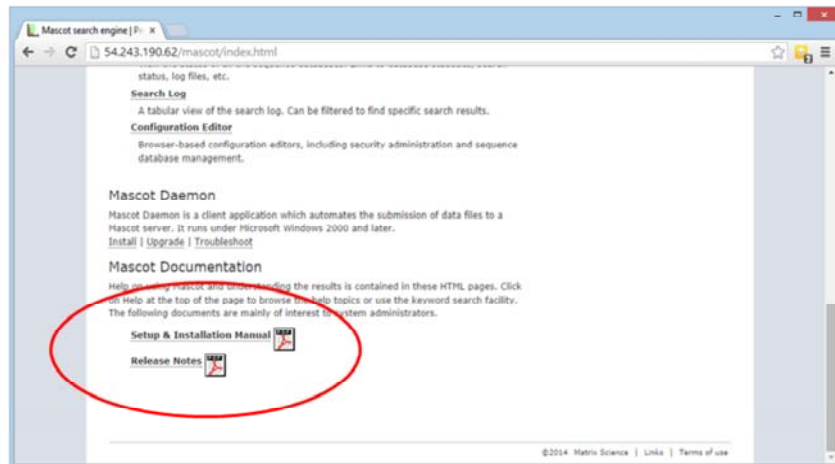 Mascot search engine | P
54.243.190.62/mascot/index.html
status, log files, etc.
Search Log
A tabular view of the search log. Can be filtered to find specific search results.
Configuration Editor
Browser-based configuration editors, including security administration and sequence
database management.
Mascot Daemon
Mascot Daemon is a client application which automates the submission of data files to a
Mascot server. It runs under Microsoft Windows 2000 and later.
Install | Upgrade | Troubleshoot
Mascot Documentation
Help on using Mascot and understanding the results is contained in these HTML pages. Click
on Help at the top of the page to browse the help topics or use the keyword search facility.
The following documents are mainly of interest to system administrators.
Setup & Installation Manual
Release Notes
©2014 Matrix Science | Links | Terms of use